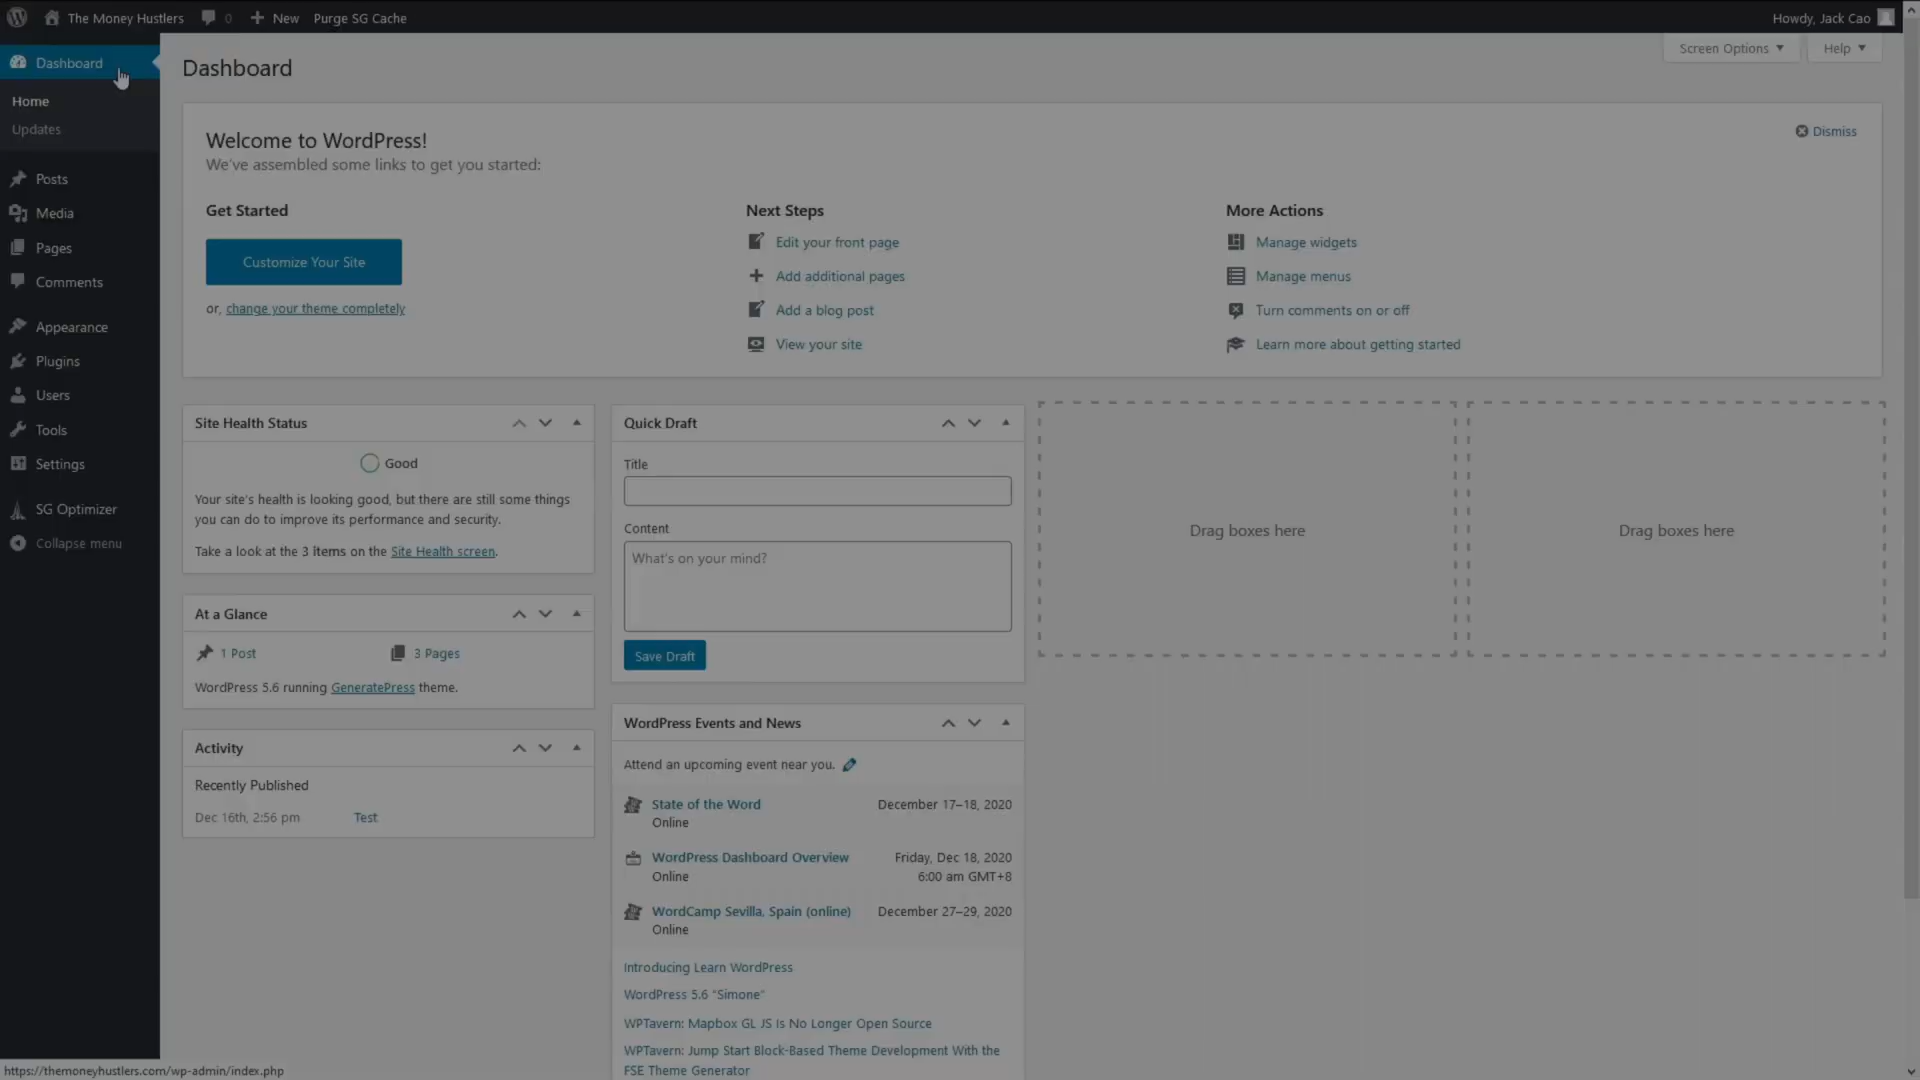 The Money Hustlers 0 New Purge SG Cache Howdy, Jack Cao
Dashboard
Home
Updates
Posts
Media
Pages
Comments
Appearance
Plugins
Users
Tools
Settings
SG Optimizer
Collapse menu
Screen Options Help
Dashboard
Welcome to WordPress!
We've assembled some links to get you started:
Dismiss
Get Started
Customize Your Site
or, change your theme completely
Next Steps
Edit your front page
Add additional pages
Add a blog post
View your site
More Actions
Manage widgets
Manage menus
Turn comments on or off
Learn more about getting started
Site Health Status
Good
Your site's health is looking good, but there are still some things
you can do to improve its performance and security.
Take a look at the 3 items on the Site Health screen.
At a Glance
1 Post 3 Pages
WordPress 5.6 running GeneratePress theme.
Activity
Recently Published
Dec 16th, 2:56 pm Test
Quick Draft
Title
Content
What's on your mind?
Save Draft
WordPress Events and News
Attend an upcoming event near you.
State of the Word December 17–18, 2020
Online
WordPress Dashboard Overview Friday, Dec 18, 2020
Online 6:00 am GMT+8
WordCamp Sevilla, Spain (online) December 27–29, 2020
Online
Introducing Learn WordPress
WordPress 5.6 "Simone"
WPTavern: Mapbox GL JS Is No Longer Open Source
WPTavern: Jump Start Block-Based Theme Development With the
FSE Theme Generator
Drag boxes here
Drag boxes here
https://themoneyhustlers.com/wp-admin/index.php